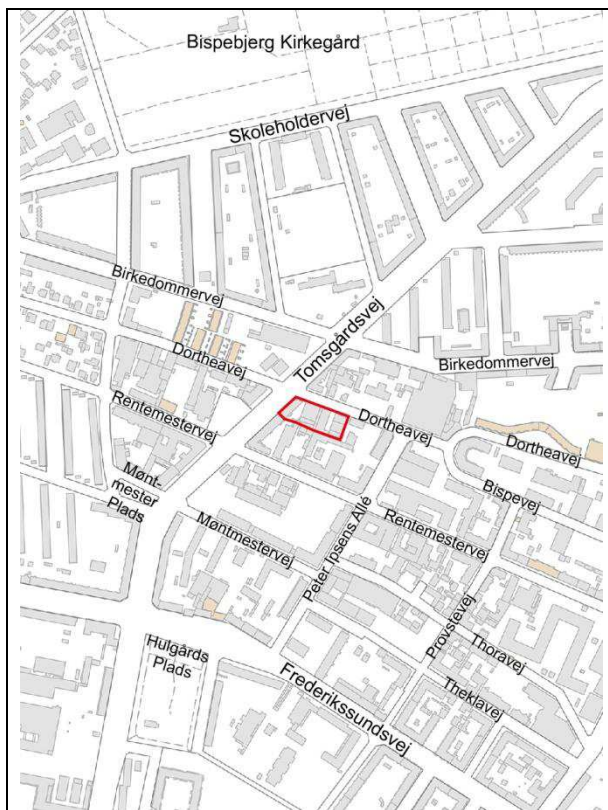 Bispebjerg Kirkegård
Skoleholdervej
Birkedommervej
Tomsgårdsvej
Dortheavej
Birkedommervej
Rentemestervej
Dortheavej
Dortheavej
Bispevej
Mønt-
mester
Plads
Møntmestervej
Peter Ipsens Allé
Rentemestervej
Provstevej
Thoravej
Hulgårds
Plads
Theklavej
Frederikssundsvej